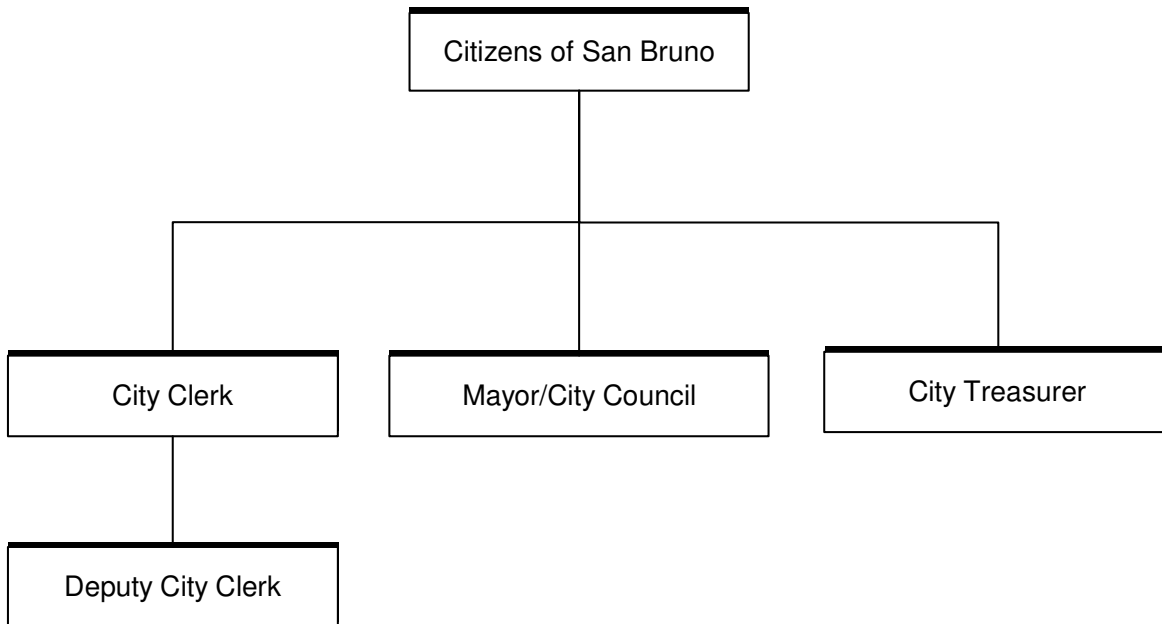 Citizens of San Bruno
City Clerk
Mayor/City Council
City Treasurer
Deputy City Clerk